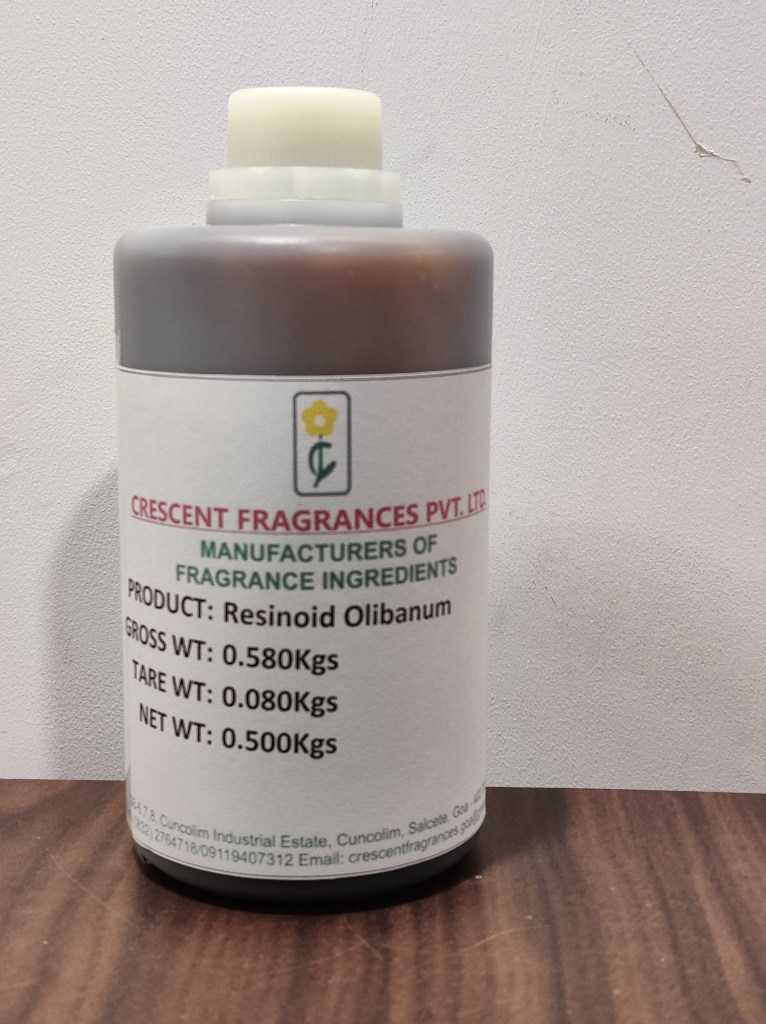 CRESCENT FRAGRANCES PVT. LTD.
MANUFACTURERS OF
FRAGRANCE INGREDIENTS
PRODUCT: Resinoid Olibanum
GROSS WT: 0.580Kgs
TARE WT: 0.080Kgs
NET WT: 0.500Kgs
Cuncolim Industrial Estate, Cuncolim, Salcete, Goa
2764718/09119407312 Email: